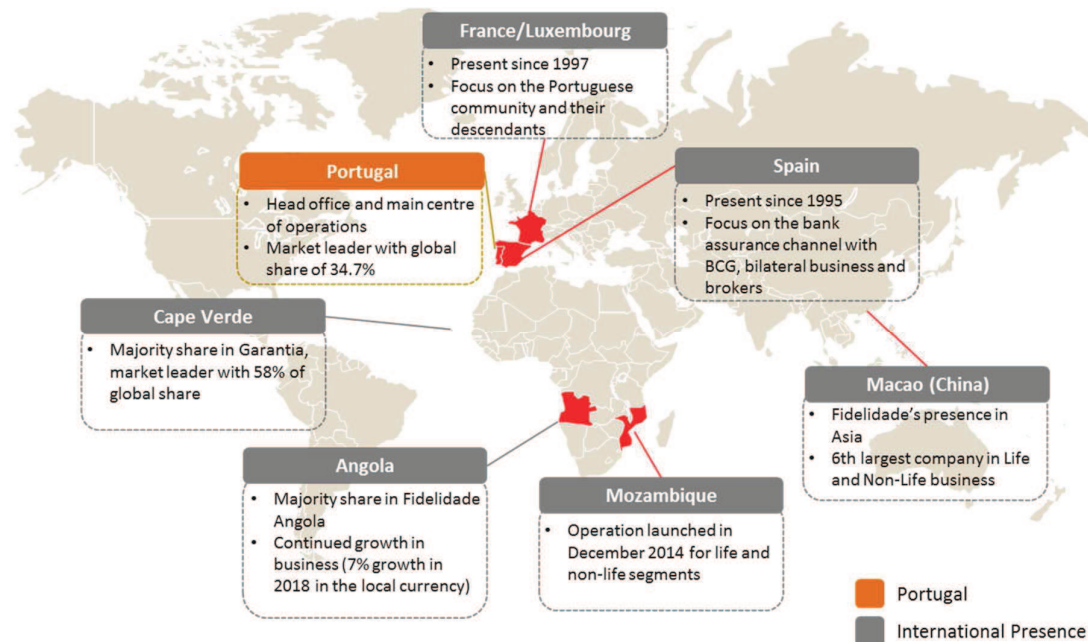 France/Luxembourg
• Present since 1997
• Focus on the Portuguese
community and their
descendants
Portugal
• Head office and main centre
of operations
• Market leader with global
share of 34.7%
Spain
• Present since 1995
• Focus on the bank
assurance channel with
BCG, bilateral business and
brokers
Cape Verde
• Majority share in Garantia,
market leader with 58% of
global share
Macao (China)
• Fidelidade’s presence in
Asia
• 6th largest company in Life
and Non-Life business
Angola
• Majority share in Fidelidade
Angola
• Continued growth in
business (7% growth in
2018 in the local currency)
Mozambique
• Operation launched in
December 2014 for life and
non-life segments
Portugal
International Presence